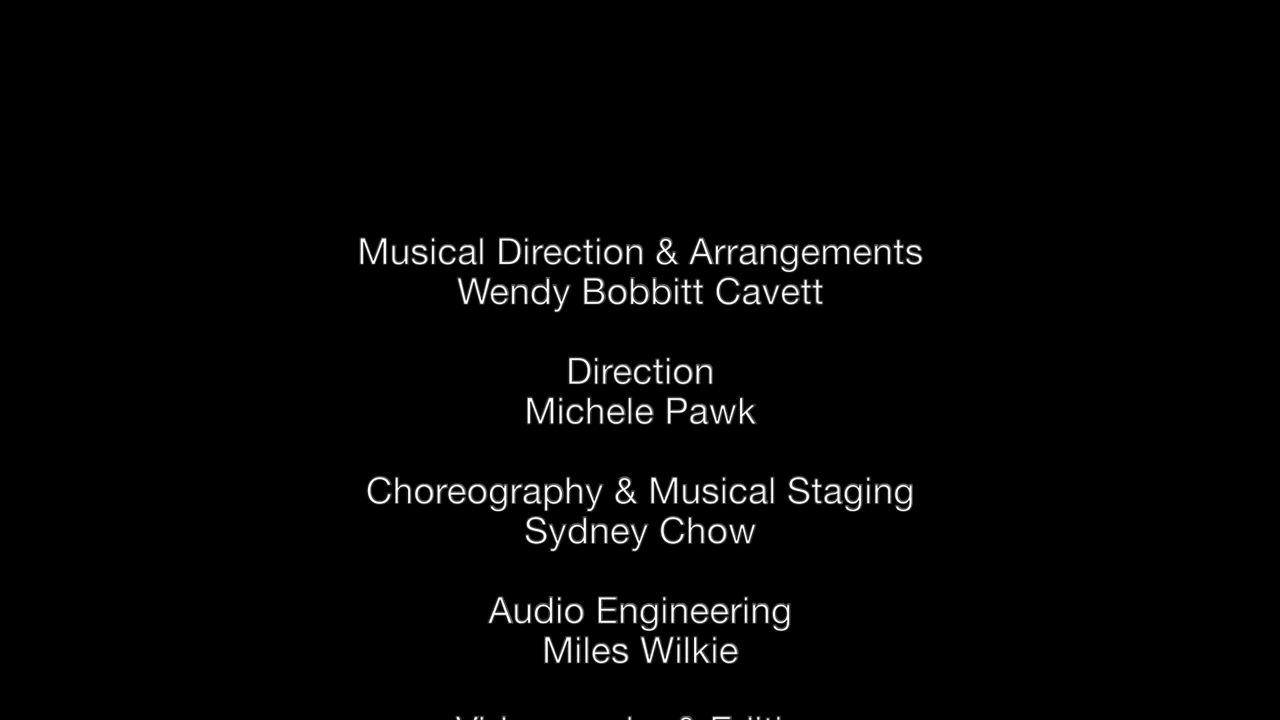 Musical Direction & Arrangements
Wendy Bobbitt Cavett
Direction
Michele Pawk
Choreography & Musical Staging
Sydney Chow
Audio Engineering
Miles Wilkie